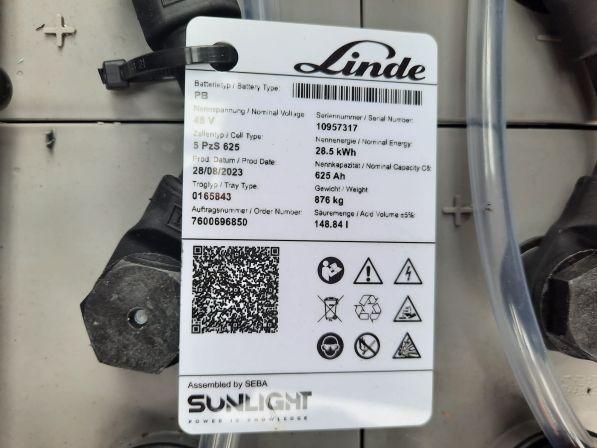 Linde
Batterietyp / Battery Type:
PB
Nennspannung / Nominal Voltage
48 V
Zellentyp / Cell Type:
5 PzS 625
Prod. Datum / Prod Date:
28/08/2023
Trogtyp / Tray Type:
0165843
Auftragsnummer / Order Number:
7600696850
Seriennummer / Serial Number:
10957317
Nennenergie / Nominal Energy:
28.5 kWh
Nennkapazität / Nominal Capacity C5:
625 Ah
Gewicht / Weight
876 kg
Säuremenge / Acid Volume ±5%:
148.84 l
Assembled by SEBA
SUNLIGHT
POWER IS KNOWLEDGE